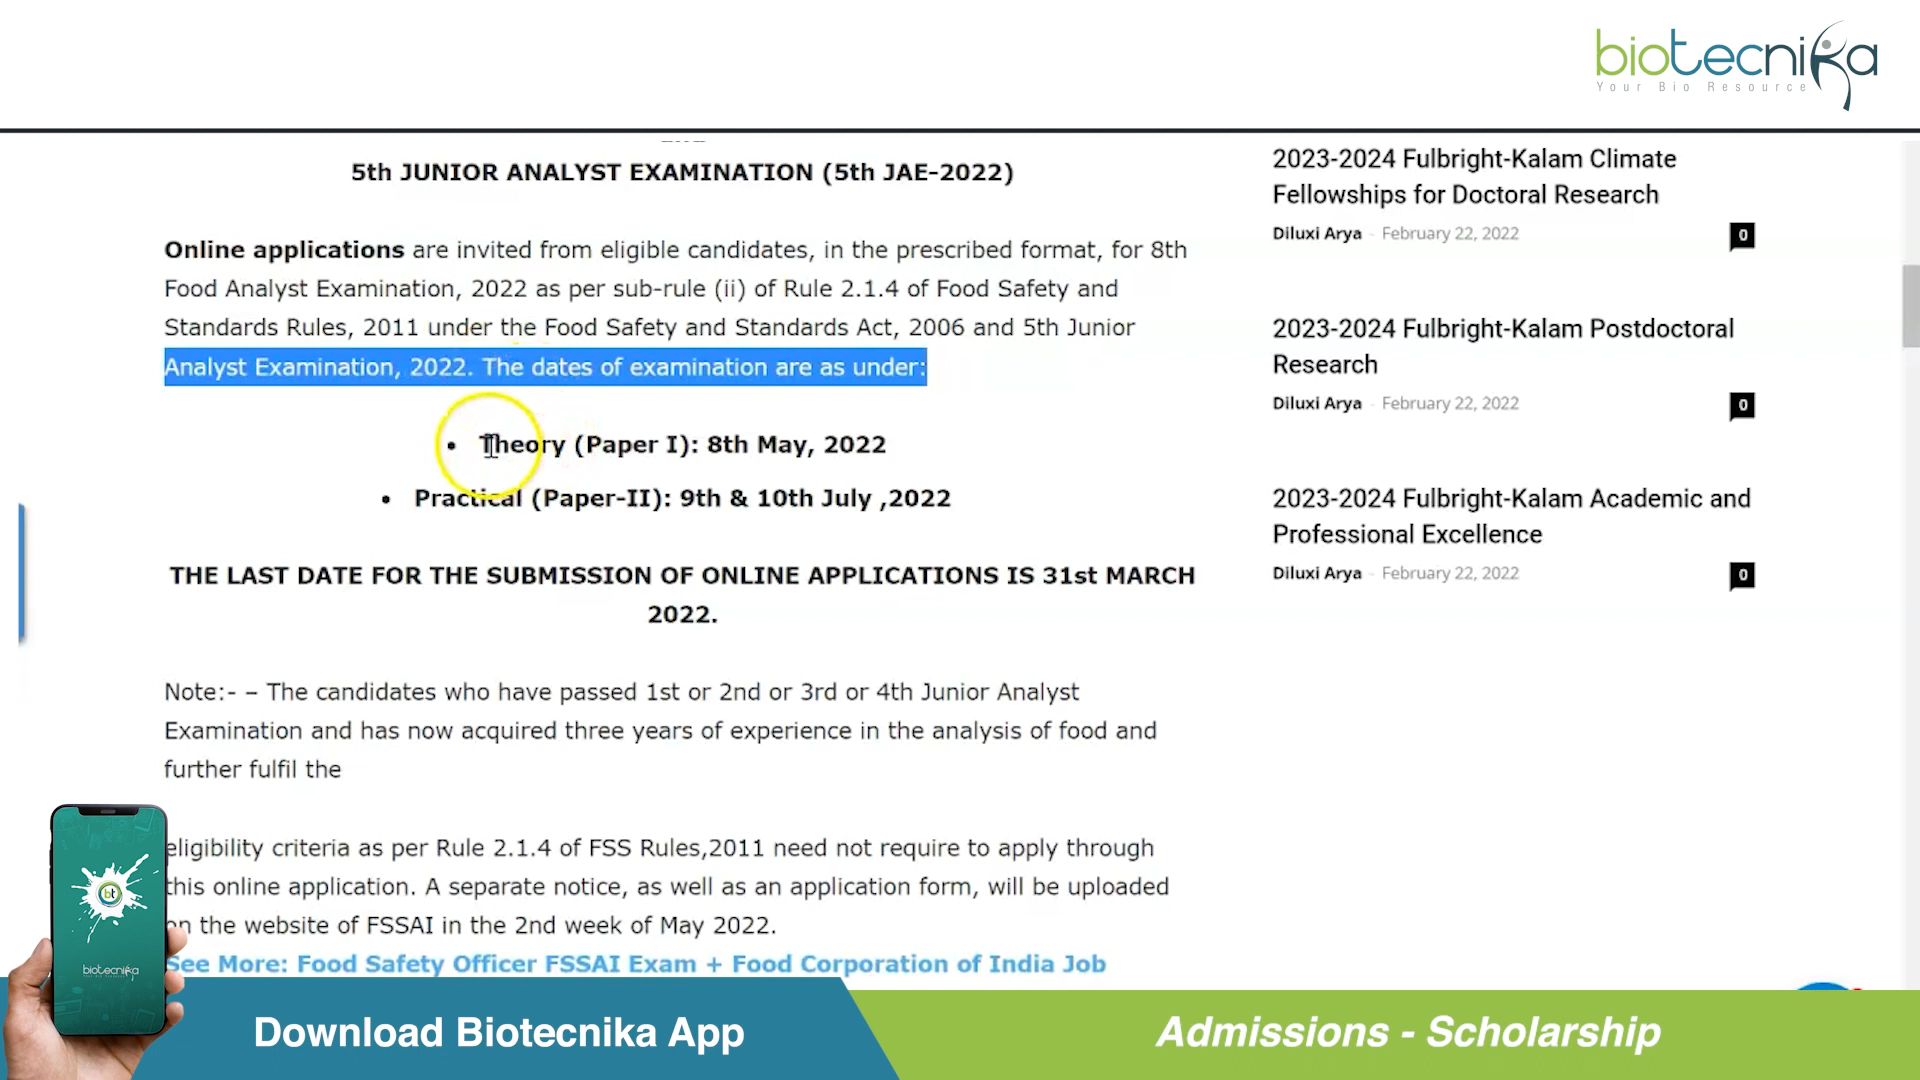 biotecnika
Your Bio Resource
5th JUNIOR ANALYST EXAMINATION (5th JAE-2022)
Online applications are invited from eligible candidates, in the prescribed format, for 8th
Food Analyst Examination, 2022 as per sub-rule (ii) of Rule 2.1.4 of Food Safety and
Standards Rules, 2011 under the Food Safety and Standards Act, 2006 and 5th Junior
Analyst Examination, 2022. The dates of examination are as under:
• Theory (Paper I): 8th May, 2022
• Practical (Paper-II): 9th & 10th July ,2022
THE LAST DATE FOR THE SUBMISSION OF ONLINE APPLICATIONS IS 31st MARCH
2022.
Note:- – The candidates who have passed 1st or 2nd or 3rd or 4th Junior Analyst
Examination and has now acquired three years of experience in the analysis of food and
further fulfil the
eligibility criteria as per Rule 2.1.4 of FSS Rules,2011 need not require to apply through
this online application. A separate notice, as well as an application form, will be uploaded
on the website of FSSAI in the 2nd week of May 2022.
See More: Food Safety Officer FSSAI Exam + Food Corporation of India Job
2023-2024 Fulbright-Kalam Climate
Fellowships for Doctoral Research
Diluxi Arya - February 22, 2022
0
2023-2024 Fulbright-Kalam Postdoctoral
Research
Diluxi Arya - February 22, 2022
0
2023-2024 Fulbright-Kalam Academic and
Professional Excellence
Diluxi Arya - February 22, 2022
0
bt
biotecnika
Download Biotecnika App
Admissions - Scholarship